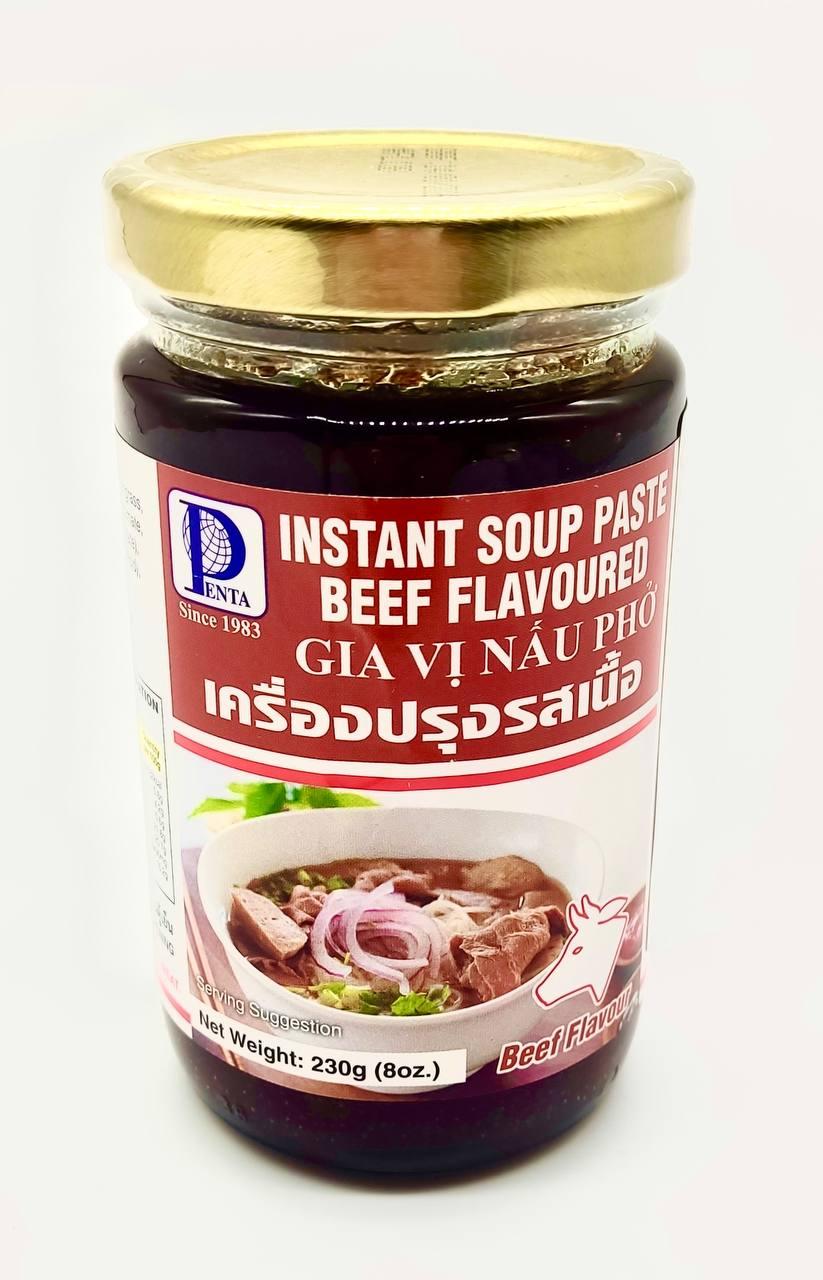 PENTA
Since 1983
INSTANT SOUP PASTE
BEEF FLAVOURED
GIA VỊ NẤU PHỞ
เครื่องปรุงรสเนื้อ
Serving Suggestion
Net Weight: 230g (8oz.)
Beef Flavour